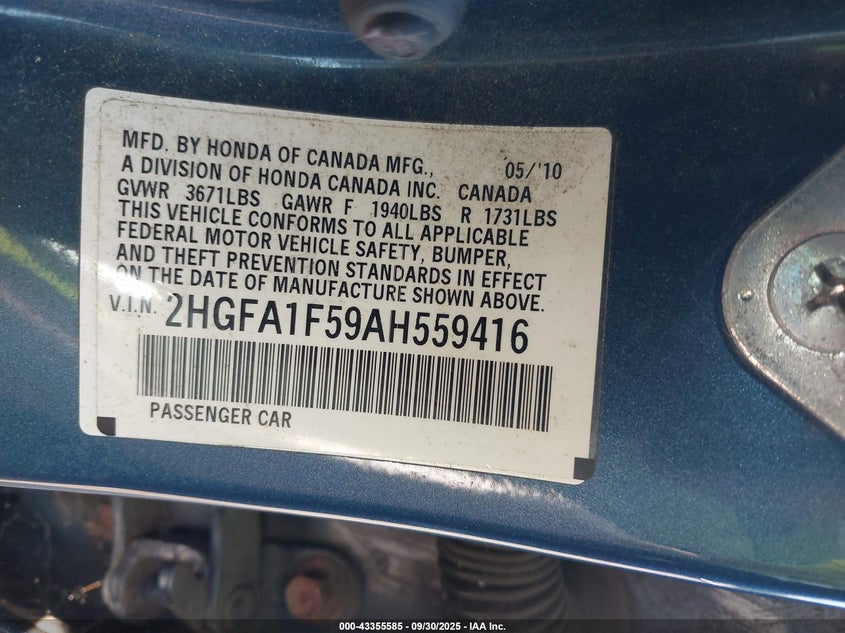 MFD. BY HONDA OF CANADA MFG., 05/'10
A DIVISION OF HONDA CANADA INC. CANADA
GVWR 3671LBS GAWR F 1940LBS R 1731LBS
THIS VEHICLE CONFORMS TO ALL APPLICABLE
FEDERAL MOTOR VEHICLE SAFETY, BUMPER,
AND THEFT PREVENTION STANDARDS IN EFFECT
ON THE DATE OF MANUFACTURE SHOWN ABOVE.
V.I.N. 2HGFA1F59AH559416
PASSENGER CAR
000-43355585 - 09/30/2025 - IAA Inc.